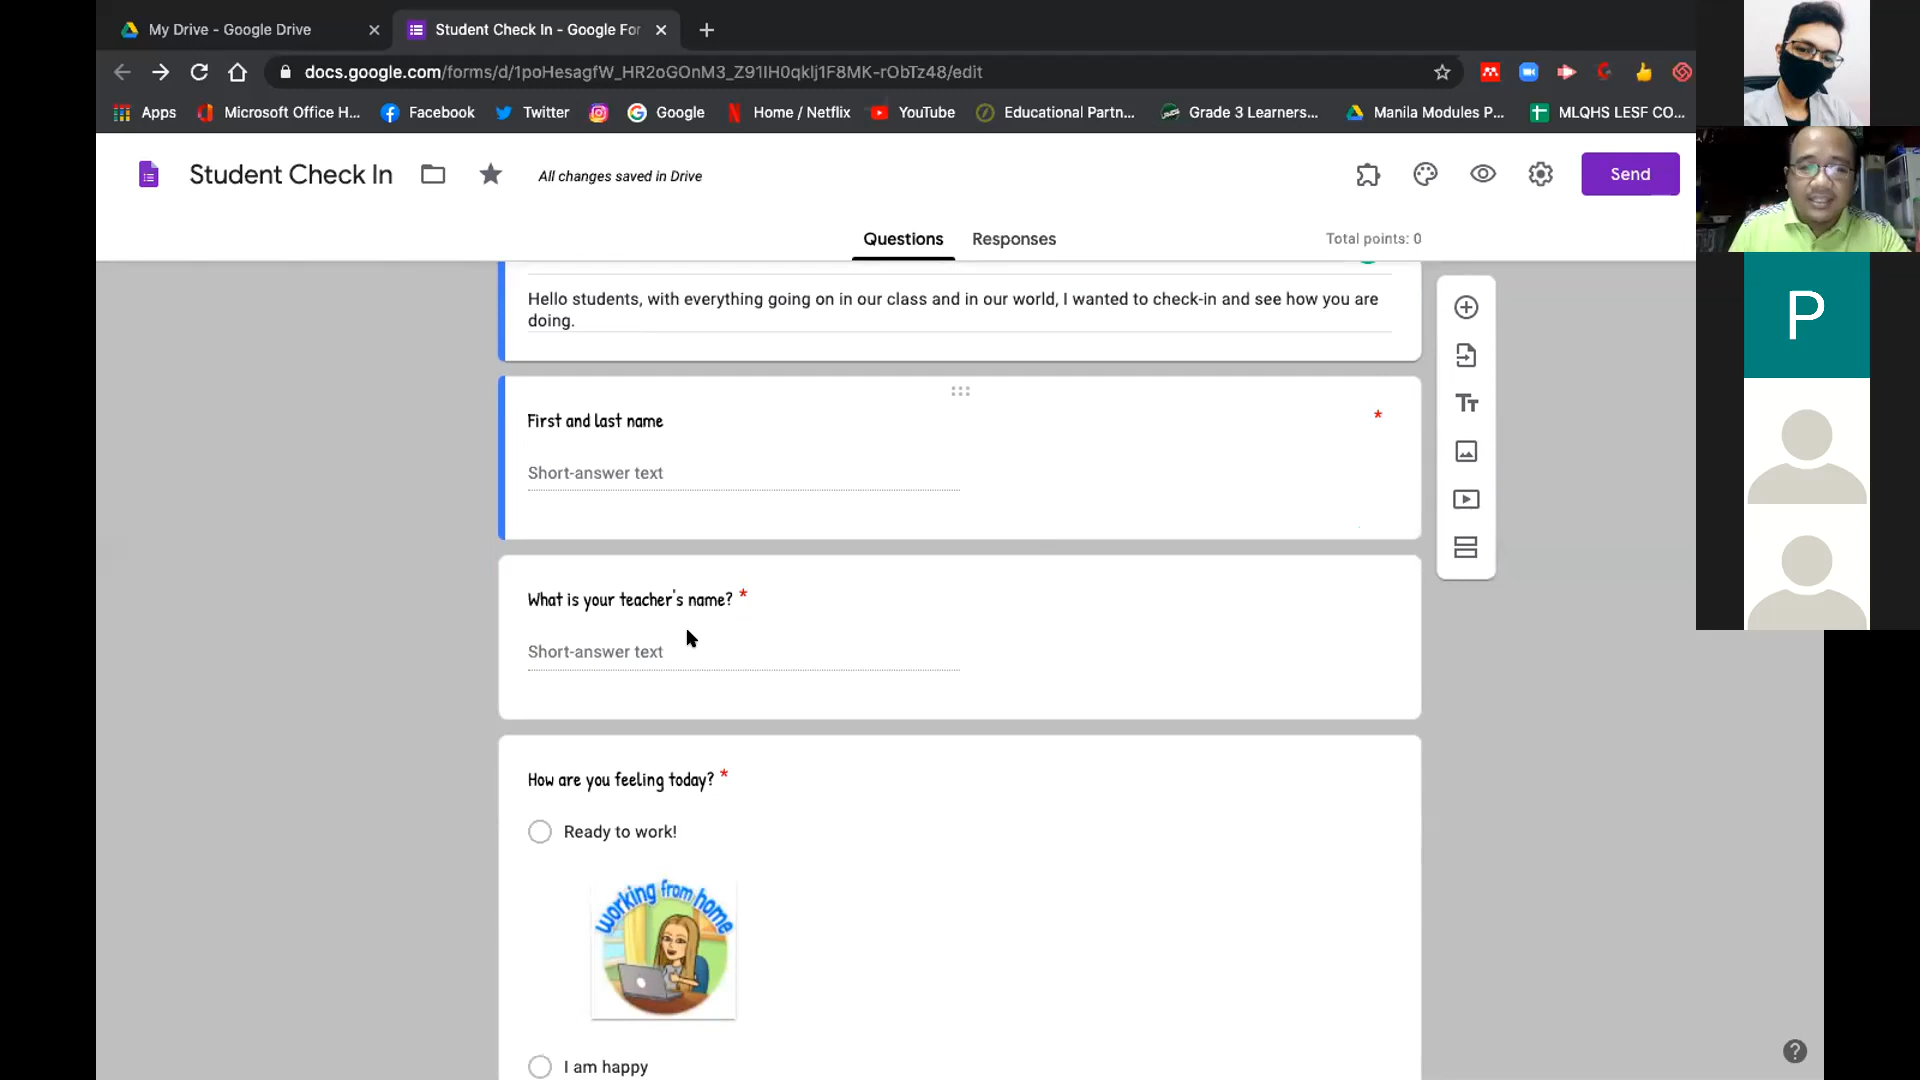 My Drive - Google Drive
Student Check In - Google For
docs.google.com/forms/d/1poHesagfW_HR2oGOnM3_Z91IH0qklj1F8MK-rObTz48/edit
Apps
Microsoft Office H...
Facebook
Twitter
Google
Home / Netflix
YouTube
Educational Partn...
Grade 3 Learners...
Manila Modules P...
MLQHS LESF CO...
Student Check In
All changes saved in Drive
Send
Questions
Responses
Total points: 0
Hello students, with everything going on in our class and in our world, I wanted to check-in and see how you are
doing.
First and last name
*
Short-answer text
What is your teacher's name? *
Short-answer text
How are you feeling today? *
Ready to work!
working from home
I am happy
P